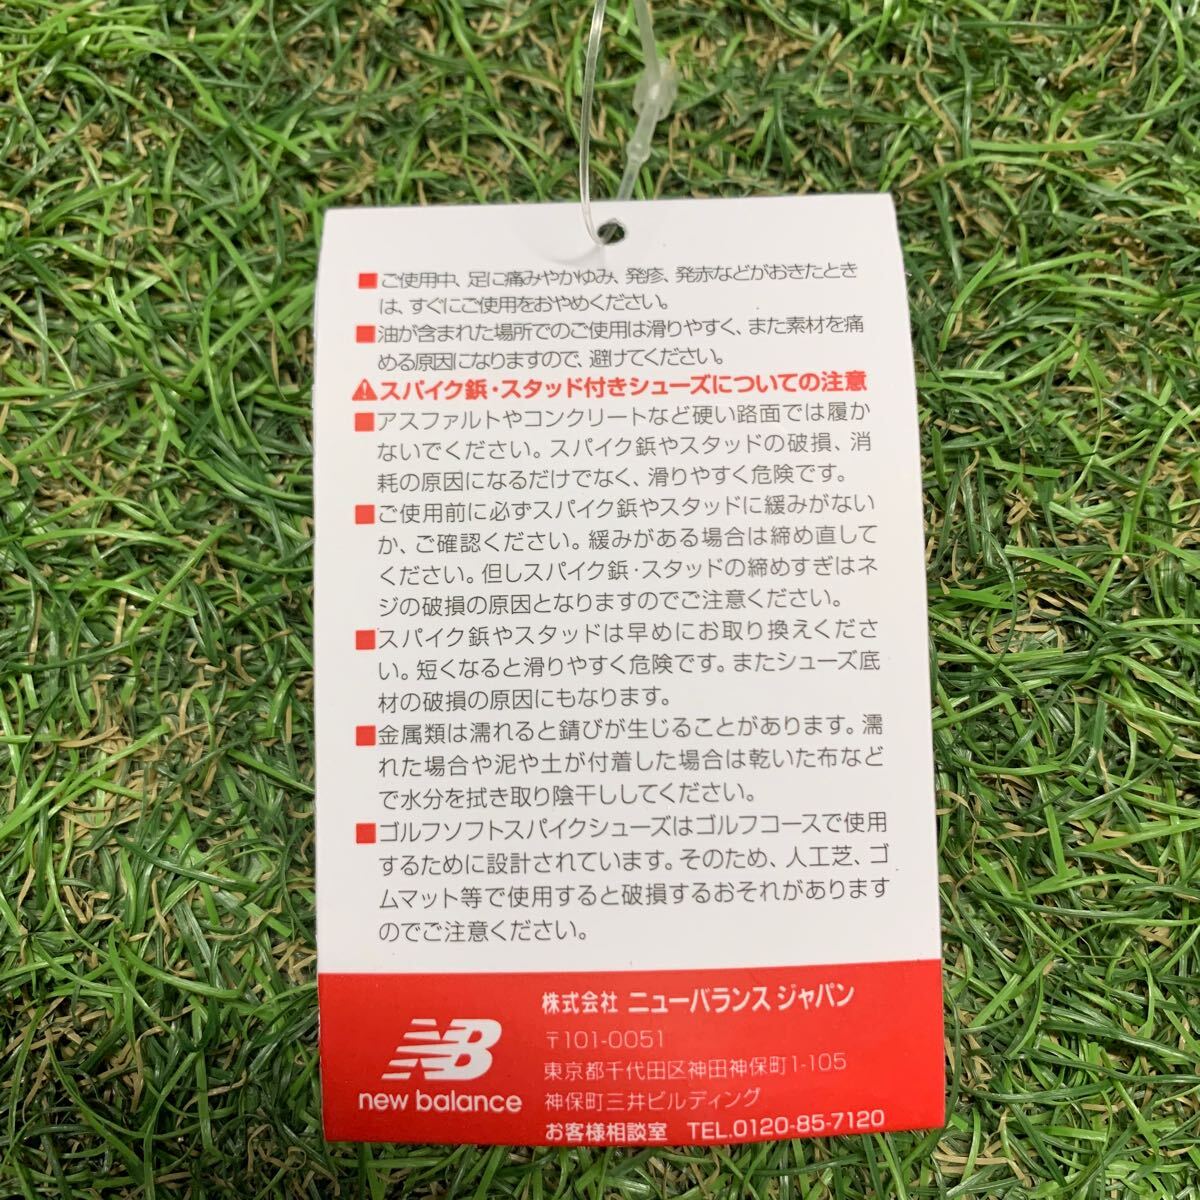 ■ご使用中、足に痛みやかゆみ、発疹、発赤などがおきたとき
は、すぐにご使用をおやめください。
■油が含まれた場所でのご使用は滑りやすく、また素材を痛
める原因になりますので、避けてください。
⚠スパイク鋲・スタッド付きシューズについての注意
■アスファルトやコンクリートなど硬い路面では履か
ないでください。スパイク鋲やスタッドの破損、消
耗の原因になるだけでなく、滑りやすく危険です。
■ご使用前に必ずスパイク鋲やスタッドに緩みがない
か、ご確認ください。緩みがある場合は締め直して
ください。但しスパイク鋲・スタッドの締めすぎはネ
ジの破損の原因となりますのでご注意ください。
■スパイク鋲やスタッドは早めにお取り換えくださ
い。短くなると滑りやすく危険です。またシューズ底
材の破損の原因にもなります。
■金属類は濡れると錆びが生じることがあります。濡
れた場合や泥や土が付着した場合は乾いた布など
で水分を拭き取り陰干ししてください。
■ゴルフソフトスパイクシューズはゴルフコースで使用
するために設計されています。そのため、人工芝、ゴ
ムマット等で使用すると破損するおそれがあります
のでご注意ください。
NB
new balance
株式会社 ニューバランス ジャパン
〒101-0051
東京都千代田区神田神保町1-105
神保町三井ビルディング
お客様相談室 TEL.0120-85-7120